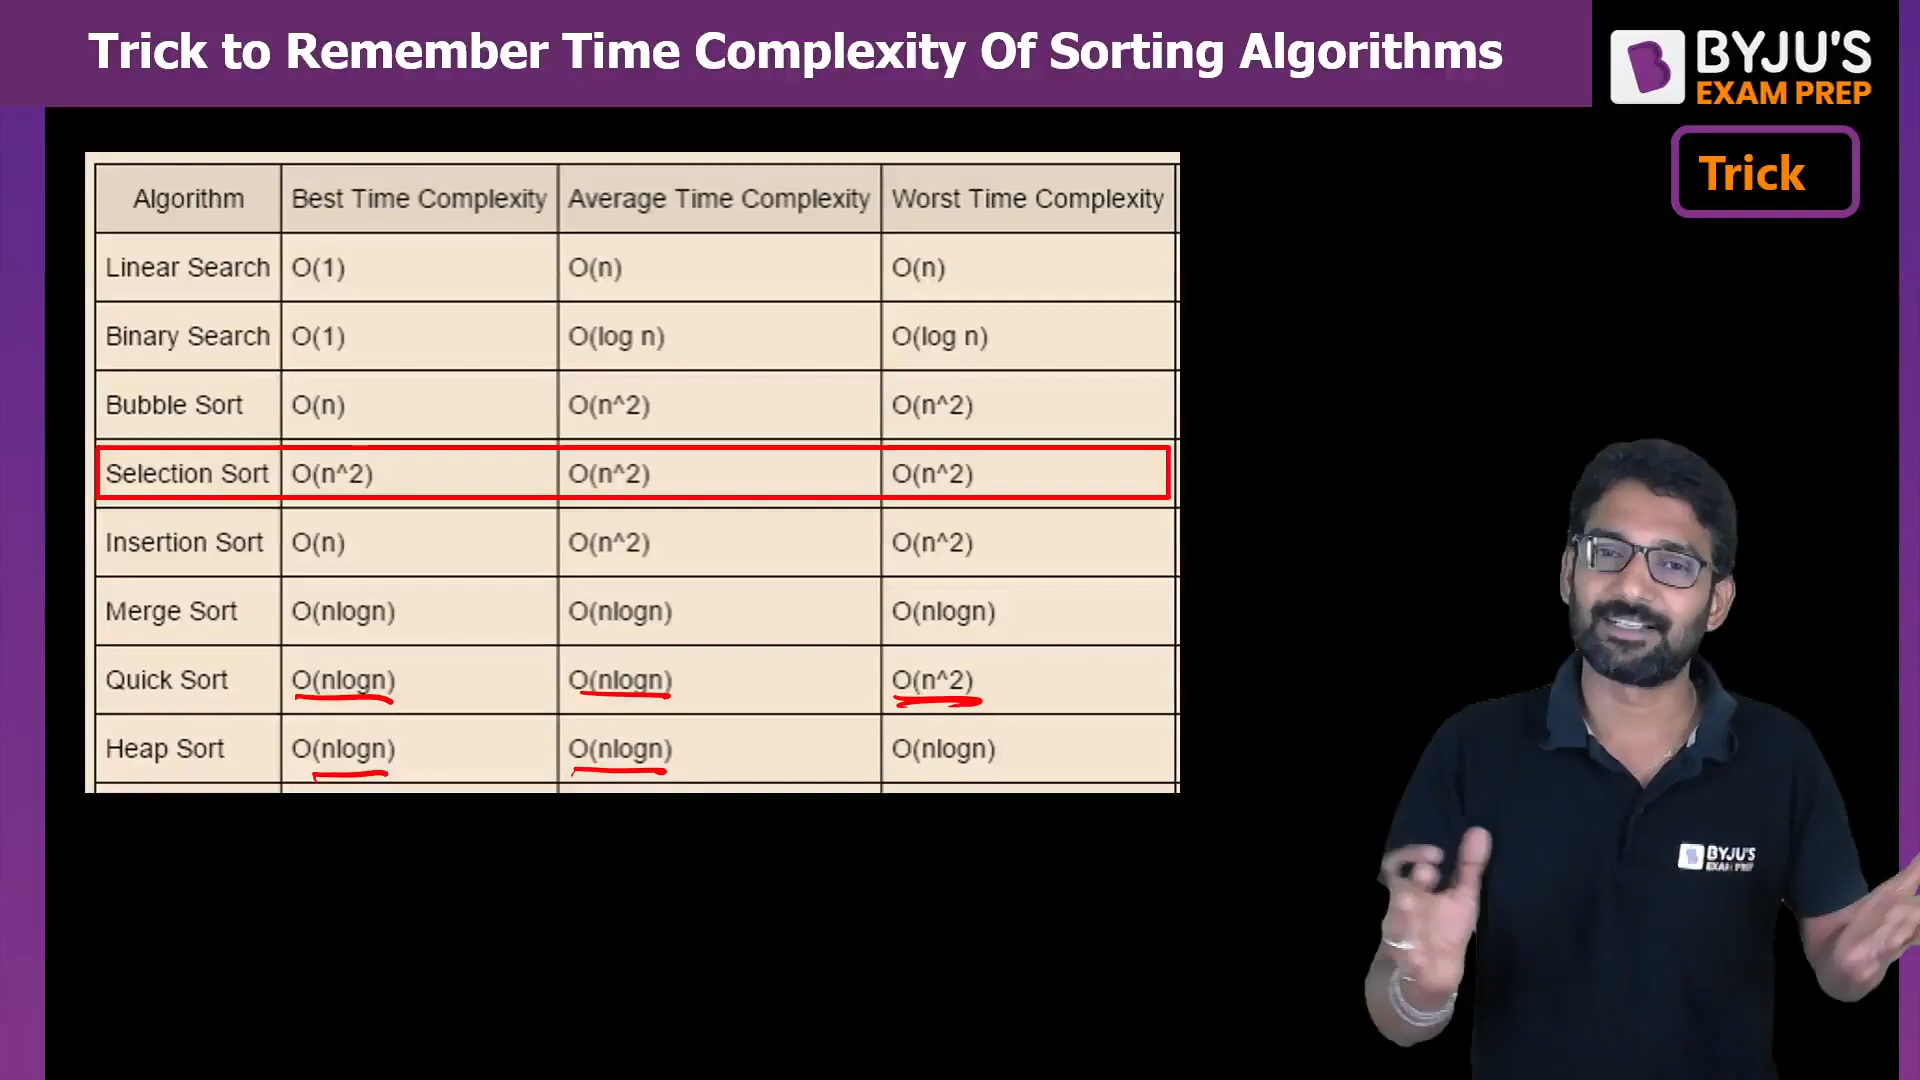 Trick to Remember Time Complexity Of Sorting Algorithms
BYJU'S
EXAM PREP
Trick
Algorithm Best Time Complexity Average Time Complexity Worst Time Complexity
Linear Search O(1) O(n) O(n)
Binary Search O(1) O(log n) O(log n)
Bubble Sort O(n) O(n^2) O(n^2)
Selection Sort O(n^2) O(n^2) O(n^2)
Insertion Sort O(n) O(n^2) O(n^2)
Merge Sort O(nlogn) O(nlogn) O(nlogn)
Quick Sort O(nlogn) O(nlogn) O(n^2)
Heap Sort O(nlogn) O(nlogn) O(nlogn)
BYJU'S
EXAM PREP